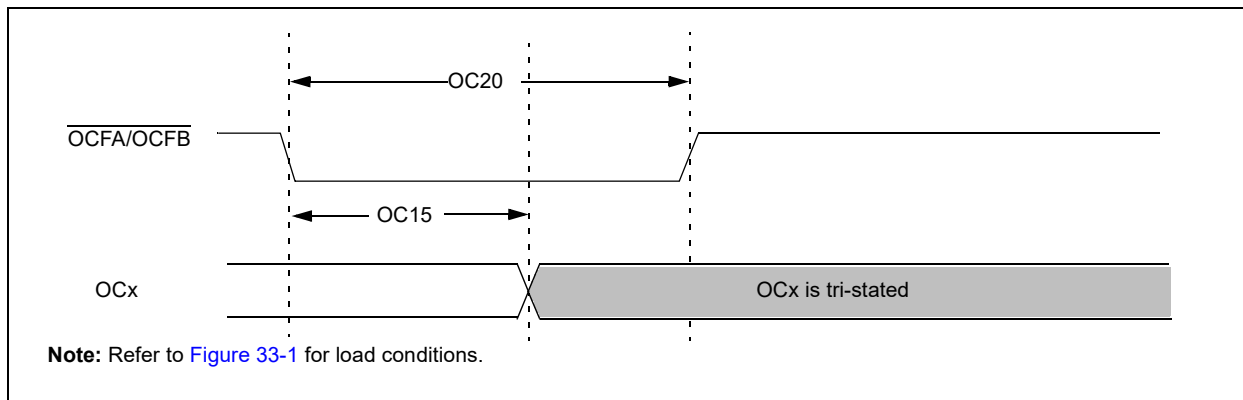 OC20
OCFA/OCFB
OC15
OCx
OCx is tri-stated
Note: Refer to Figure 33-1 for load conditions.